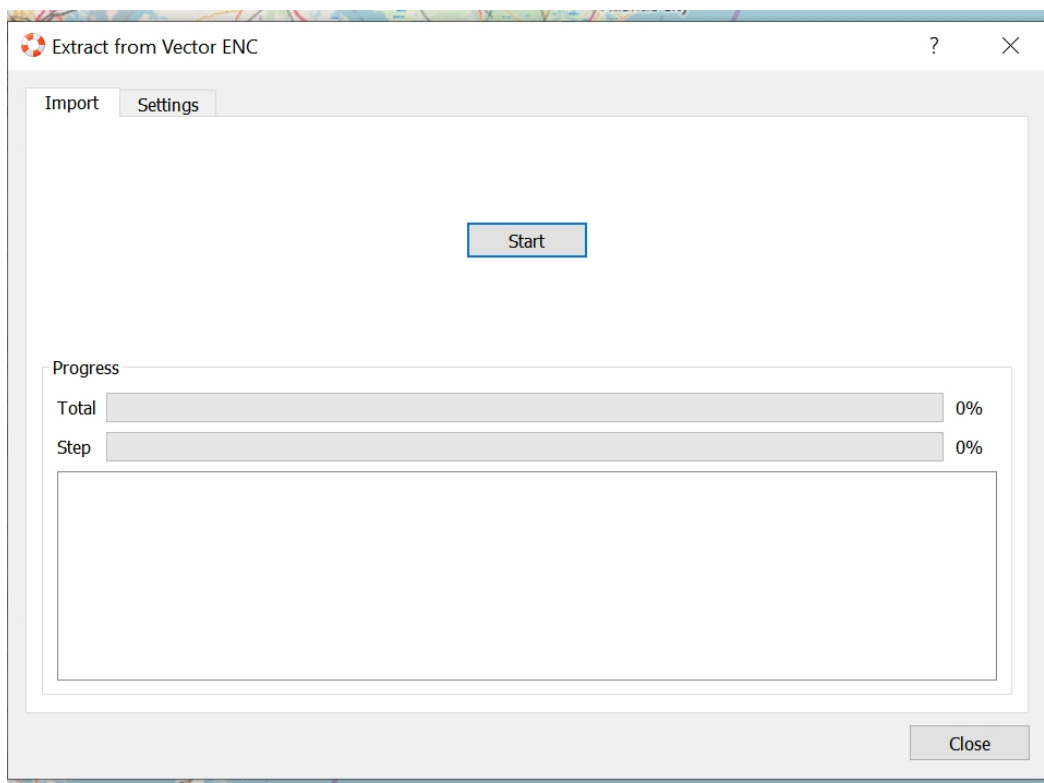 Extract from Vector ENC ?
Import Settings
Start
Progress
Total 0%
Step 0%
Close